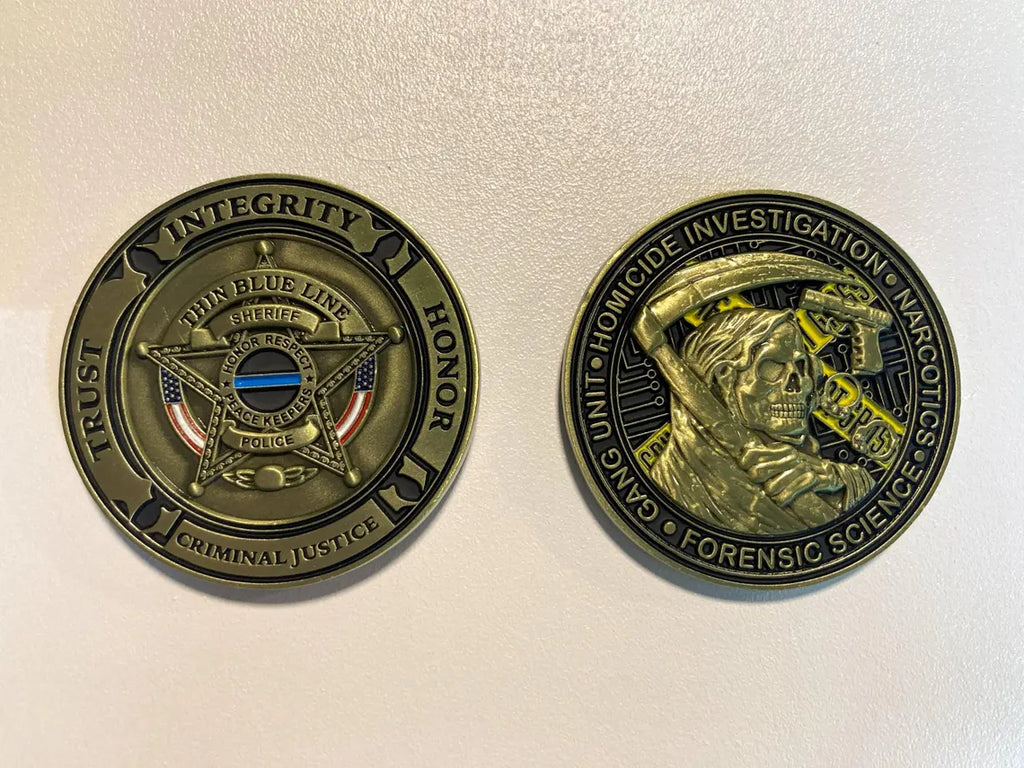 INTEGRITY
TRUST
HONOR
CRIMINAL JUSTICE
THIN BLUE LINE
SHERIFF
HONOR RESPECT
PEACE KEEPERS
POLICE
GANG UNIT • HOMICIDE INVESTIGATION • NARCOTICS • FORENSIC SCIENCE •